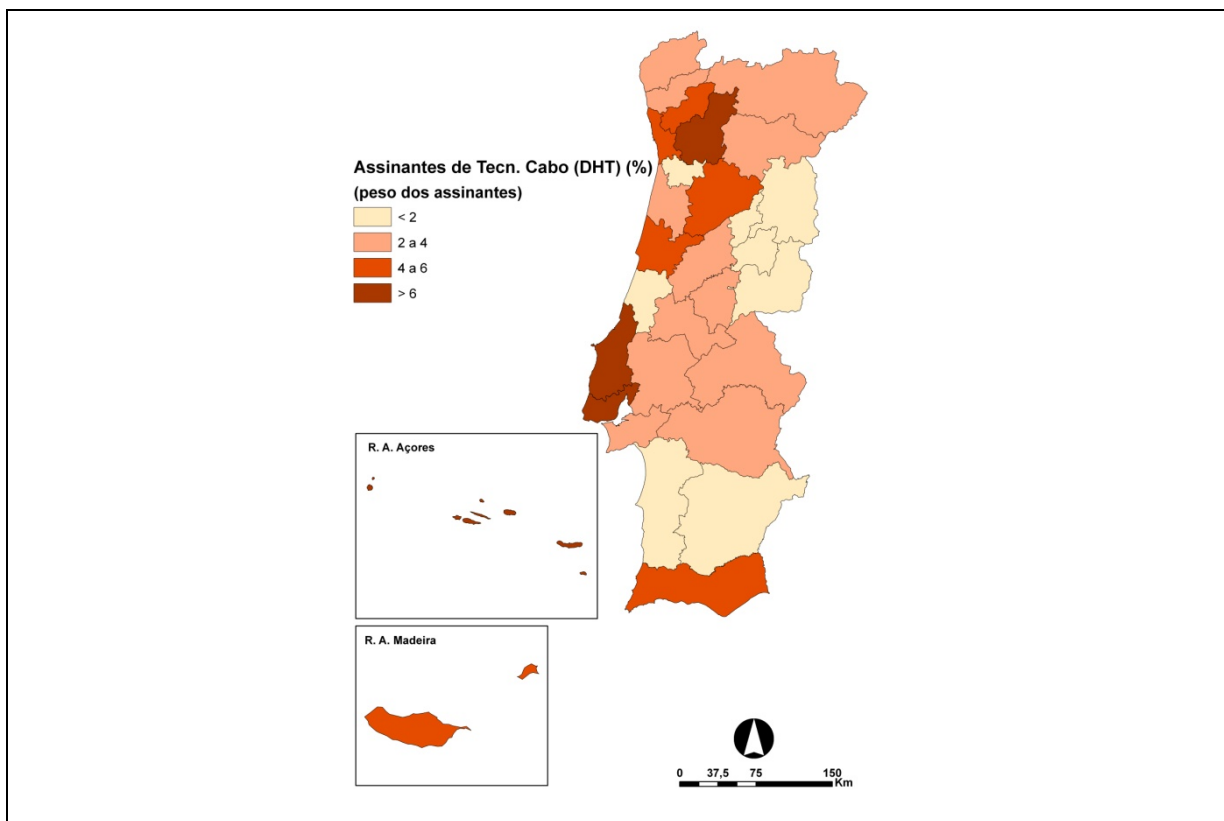 Assinantes de Tecn. Cabo (DHT) (%)
(peso dos assinantes)
< 2
2 a 4
4 a 6
> 6
R. A. Açores
R. A. Madeira
0 37,5 75 150
Km